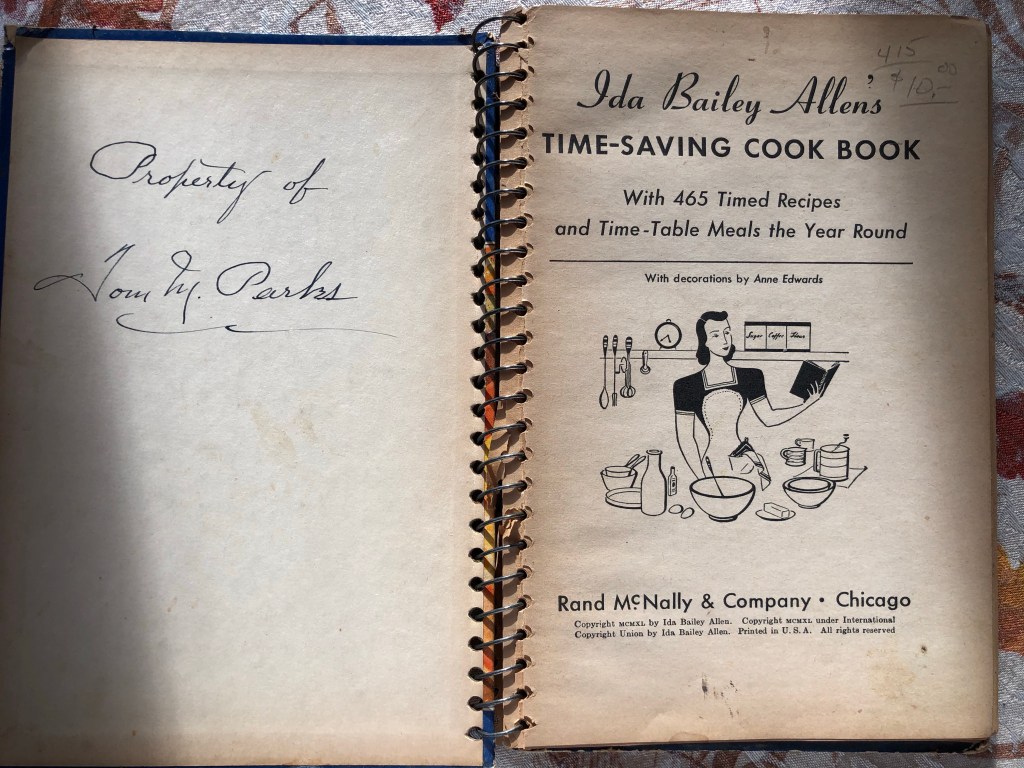 Property of
Tom M. Parks
415
$10.00
Ida Bailey Allen's
TIME-SAVING COOK BOOK
With 465 Timed Recipes
and Time-Table Meals the Year Round
With decorations by Anne Edwards
Sugar Coffee Flour
Rand McNally & Company • Chicago
Copyright MCMXL by Ida Bailey Allen. Copyright MCMXL under International
Copyright Union by Ida Bailey Allen. Printed in U. S. A. All rights reserved